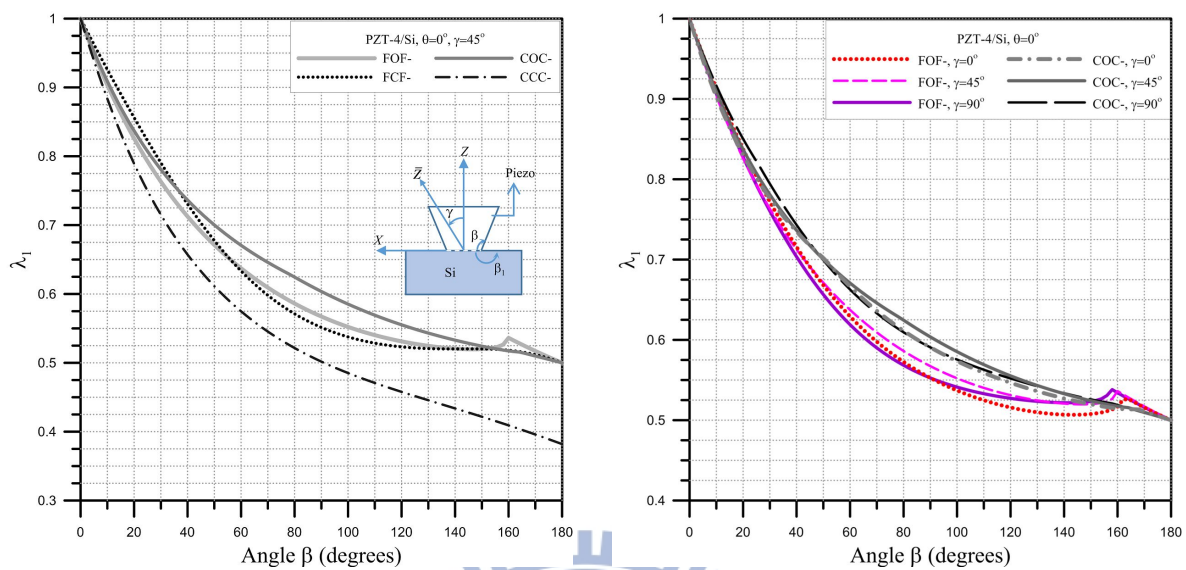 PZT-4/Si, θ=0°, γ=45°
FOF-
COC-
FCF-
CCC-
1
0.9
0.8
0.7
0.6
0.5
0.4
0.3
λ₁
Z
Z̅
Piezo
γ
X
β
β₁
Si
0 20 40 60 80 100 120 140 160 180
Angle β (degrees)
PZT-4/Si, θ=0°
FOF-, γ=0°
COC-, γ=0°
FOF-, γ=45°
COC-, γ=45°
FOF-, γ=90°
COC-, γ=90°
1
0.9
0.8
0.7
0.6
0.5
0.4
λ₁
0 20 40 60 80 100 120 140 160 180
Angle β (degrees)